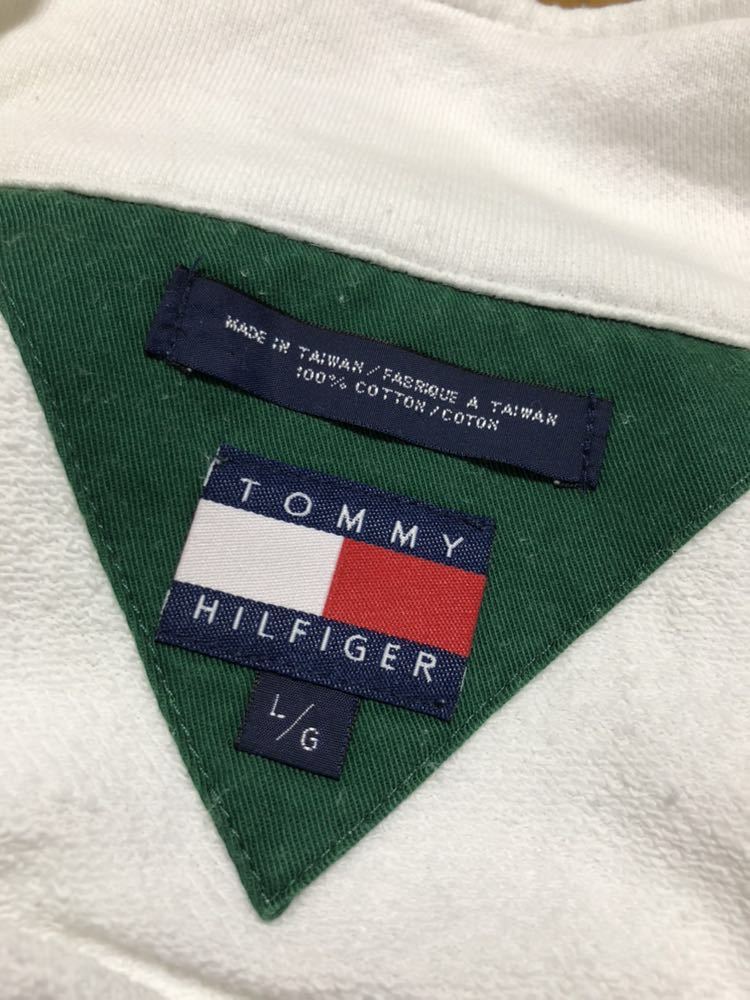 MADE IN TAIWAN / FABRIQUE A TAIWAN
100% COTTON / COTON
TOMMY
HILFIGER
L/G